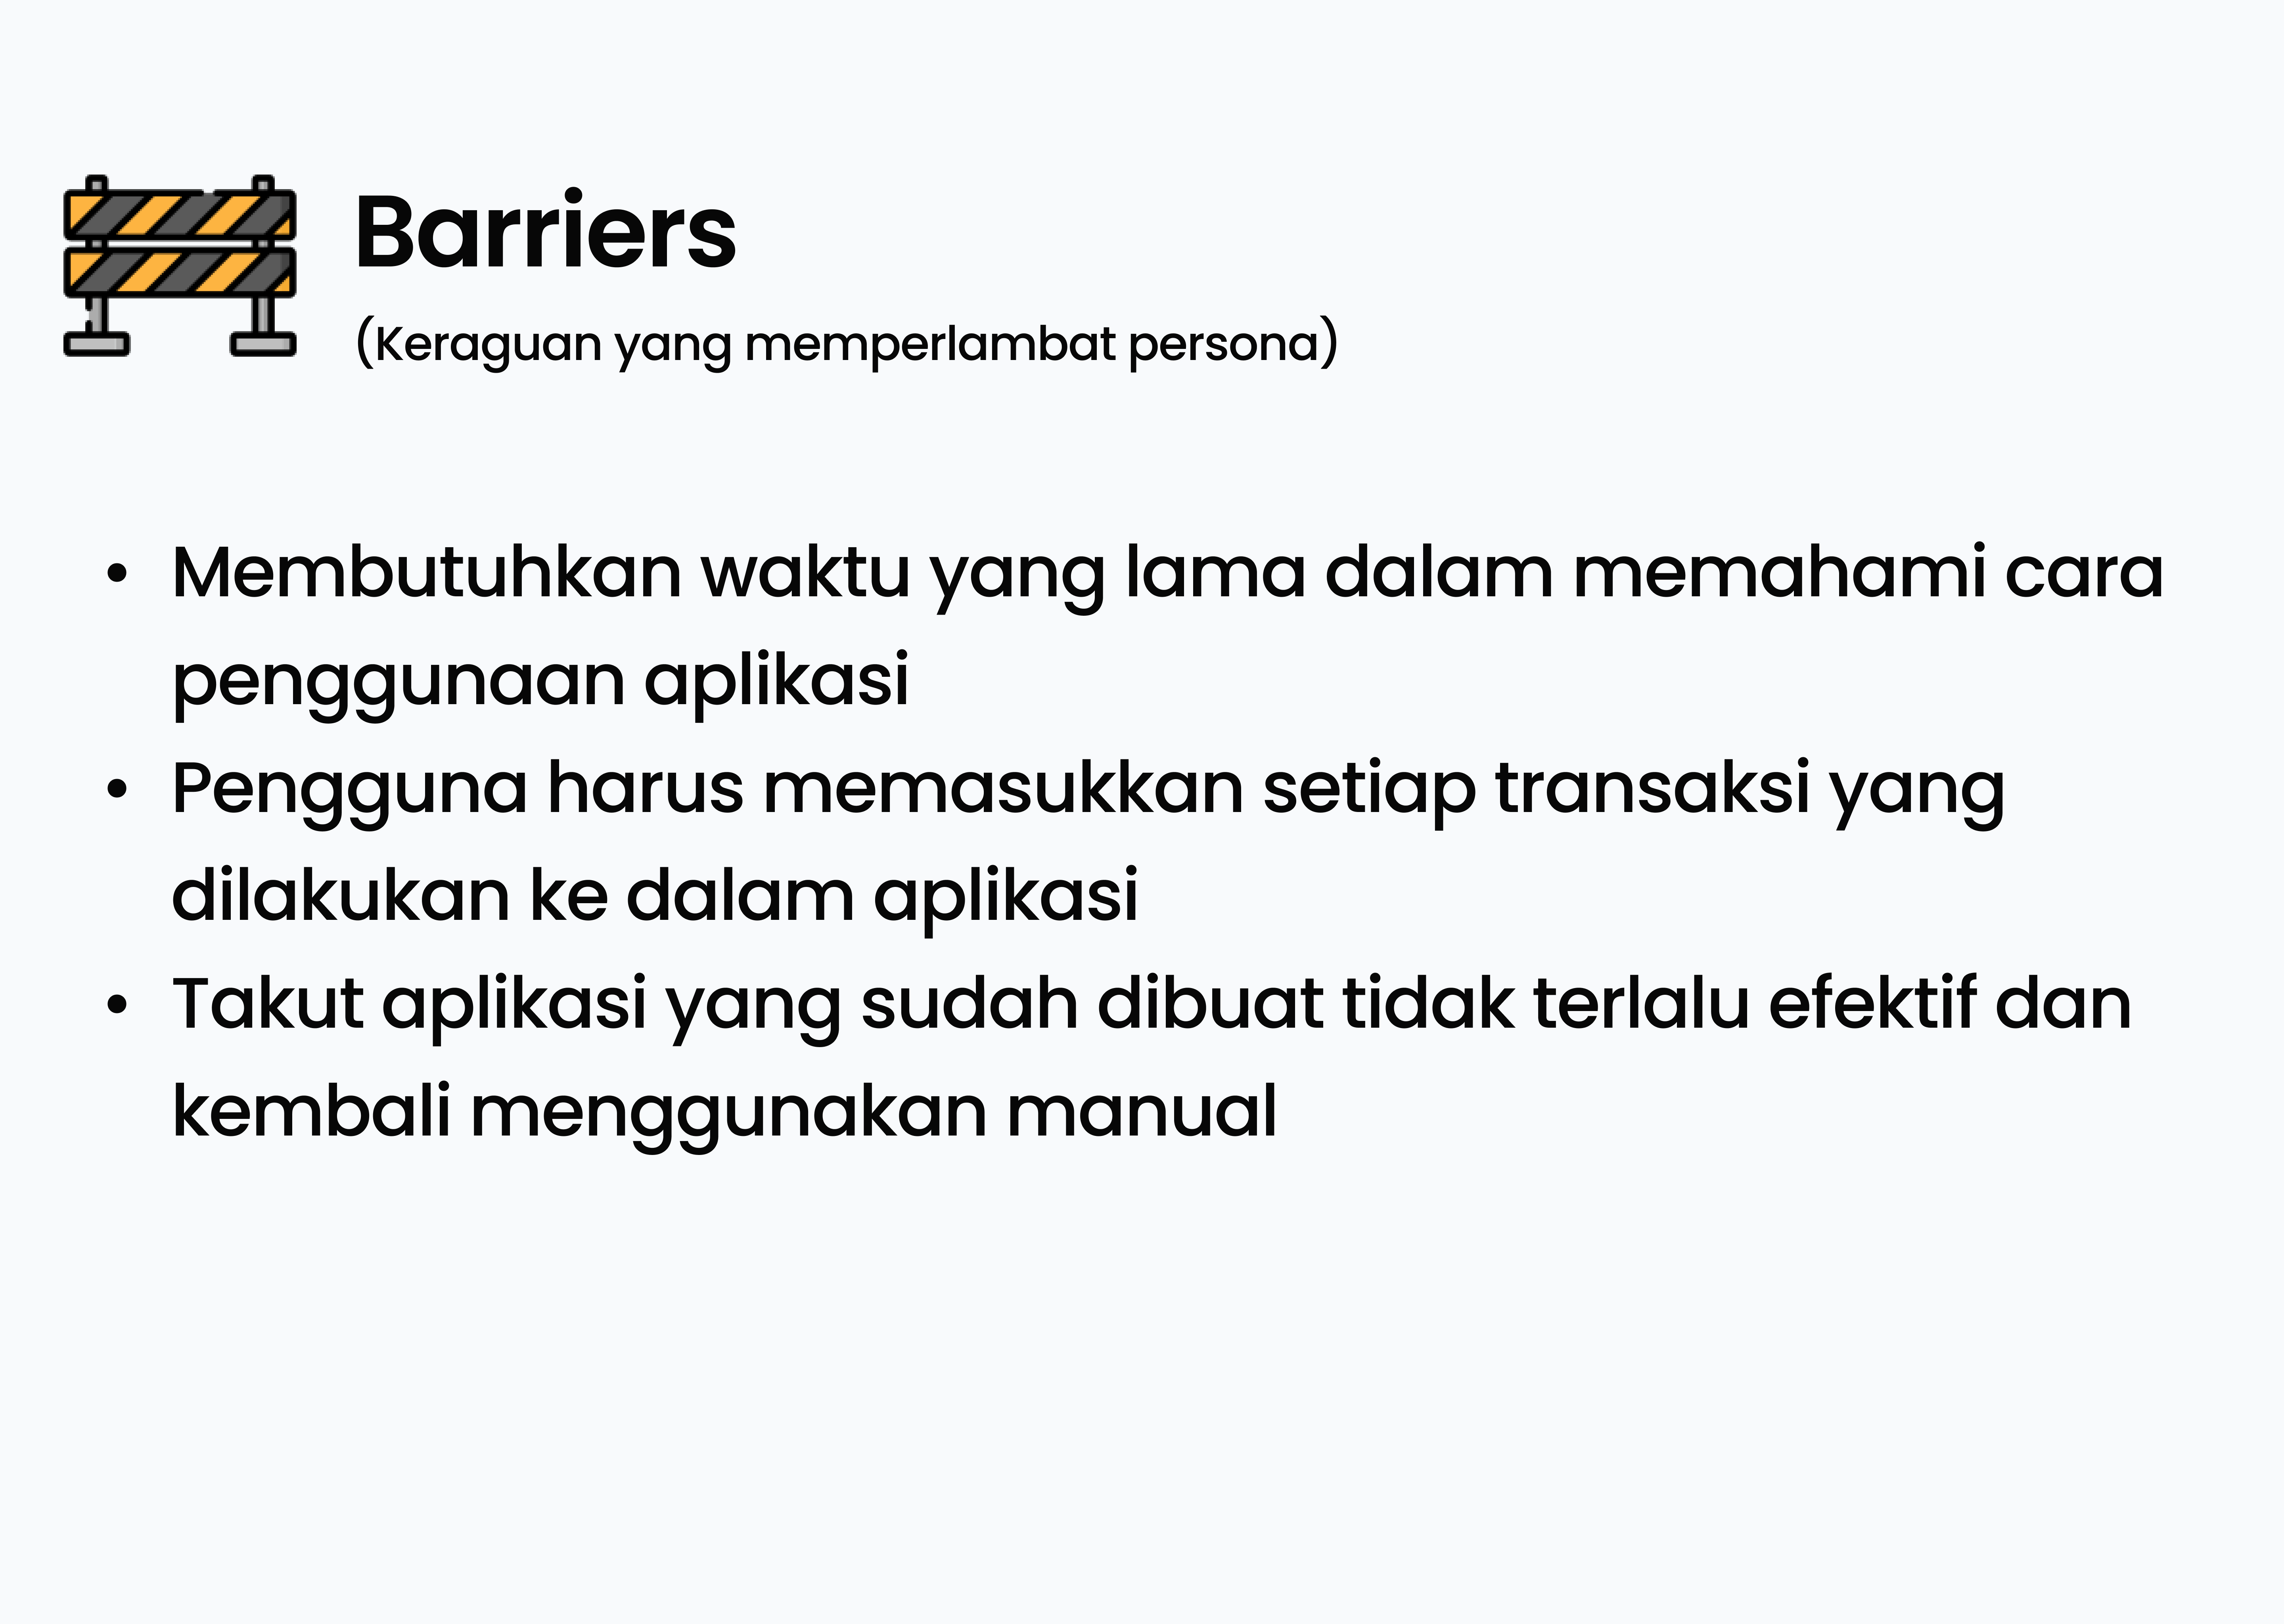 Barriers
(Keraguan yang memperlambat persona)
• Membutuhkan waktu yang lama dalam memahami cara
penggunaan aplikasi
• Pengguna harus memasukkan setiap transaksi yang
dilakukan ke dalam aplikasi
• Takut aplikasi yang sudah dibuat tidak terlalu efektif dan
kembali menggunakan manual